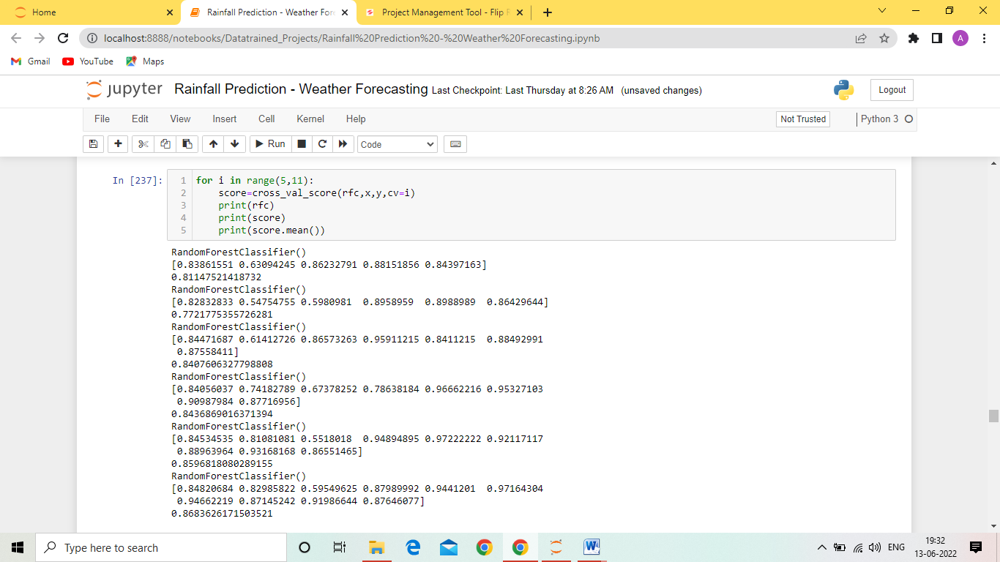 Home
Rainfall Prediction - Weather Fore
Project Management Tool - Flip R
localhost:8888/notebooks/Datatrained_Projects/Rainfall%20Prediction%20-%20Weather%20Forecasting.ipynb
A
Gmail
YouTube
Maps
jupyter Rainfall Prediction - Weather Forecasting Last Checkpoint: Last Thursday at 8:26 AM (unsaved changes)
Logout
File Edit View Insert Cell Kernel Help
Not Trusted
Python 3
Run
Code
In [237]:
1 for i in range(5,11):
2     score=cross_val_score(rfc,x,y,cv=i)
3     print(rfc)
4     print(score)
5     print(score.mean())
RandomForestClassifier()
[0.83861551 0.63094245 0.86232791 0.88151856 0.84397163]
0.81147521418732
RandomForestClassifier()
[0.82832833 0.54754755 0.5980981  0.8958959  0.8988989  0.86429644]
0.7721775355726281
RandomForestClassifier()
[0.84471687 0.61412726 0.86573263 0.95911215 0.8411215  0.88492991
 0.87558411]
0.8407606327798808
RandomForestClassifier()
[0.84056037 0.74182789 0.67378252 0.78638184 0.96662216 0.95327103
 0.90987984 0.87716956]
0.8436869016371394
RandomForestClassifier()
[0.84534535 0.81081081 0.5518018  0.94894895 0.97222222 0.92117117
 0.88963964 0.93168168 0.86551465]
0.8596818080289155
RandomForestClassifier()
[0.84820684 0.82985822 0.59549625 0.87989992 0.9441201  0.97164304
 0.94662219 0.87145242 0.91986644 0.87646077]
0.8683626171503521
Type here to search
ENG
19:32
13-06-2022